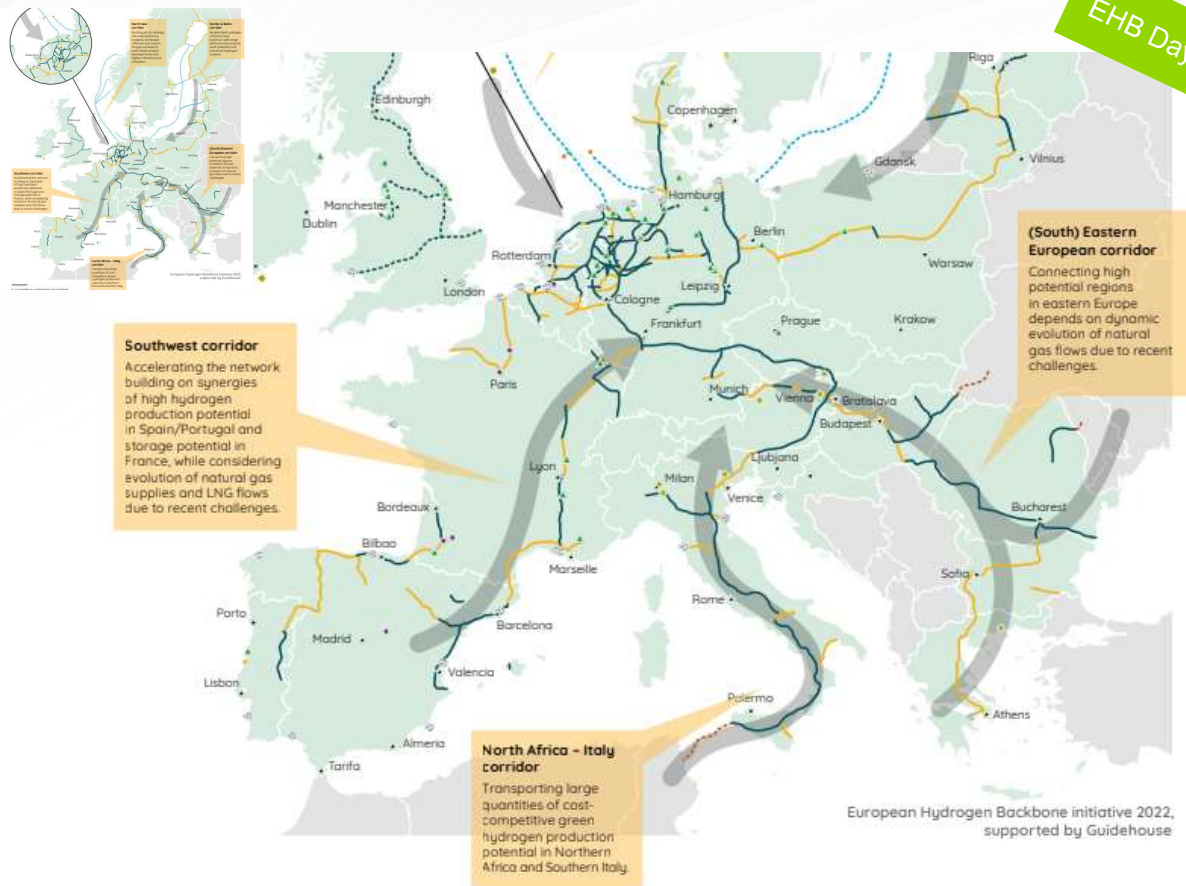 EHB Day
Edinburgh
Copenhagen
Riga
Vilnius
Gdansk
Manchester
Dublin
Hamburg
Berlin
Rotterdam
Warsaw
London
Leipzig
Cologne
Frankfurt
Prague
Krakow
Paris
(South) Eastern
European corridor
Connecting high
potential regions
in eastern Europe
depends on dynamic
evolution of natural
gas flows due to recent
challenges.
Southwest corridor
Accelerating the network
building on synergies
of high hydrogen
production potential
in Spain/Portugal and
storage potential in
France, while considering
evolution of natural gas
supplies and LNG flows
due to recent challenges.
Munich
Vienna
Bratislava
Budapest
Lyon
Milan
Ljubjana
Venice
Bordeaux
Bilbao
Marseille
Bucharest
Sofia
Porto
Madrid
Barcelona
Rome
Lisbon
Valencia
Palermo
Athens
Almeria
Tarifa
North Africa – Italy
corridor
Transporting large
quantities of cost-
competitive green
hydrogen production
potential in Northern
Africa and Southern Italy.
European Hydrogen Backbone initiative 2022,
supported by Guidehouse